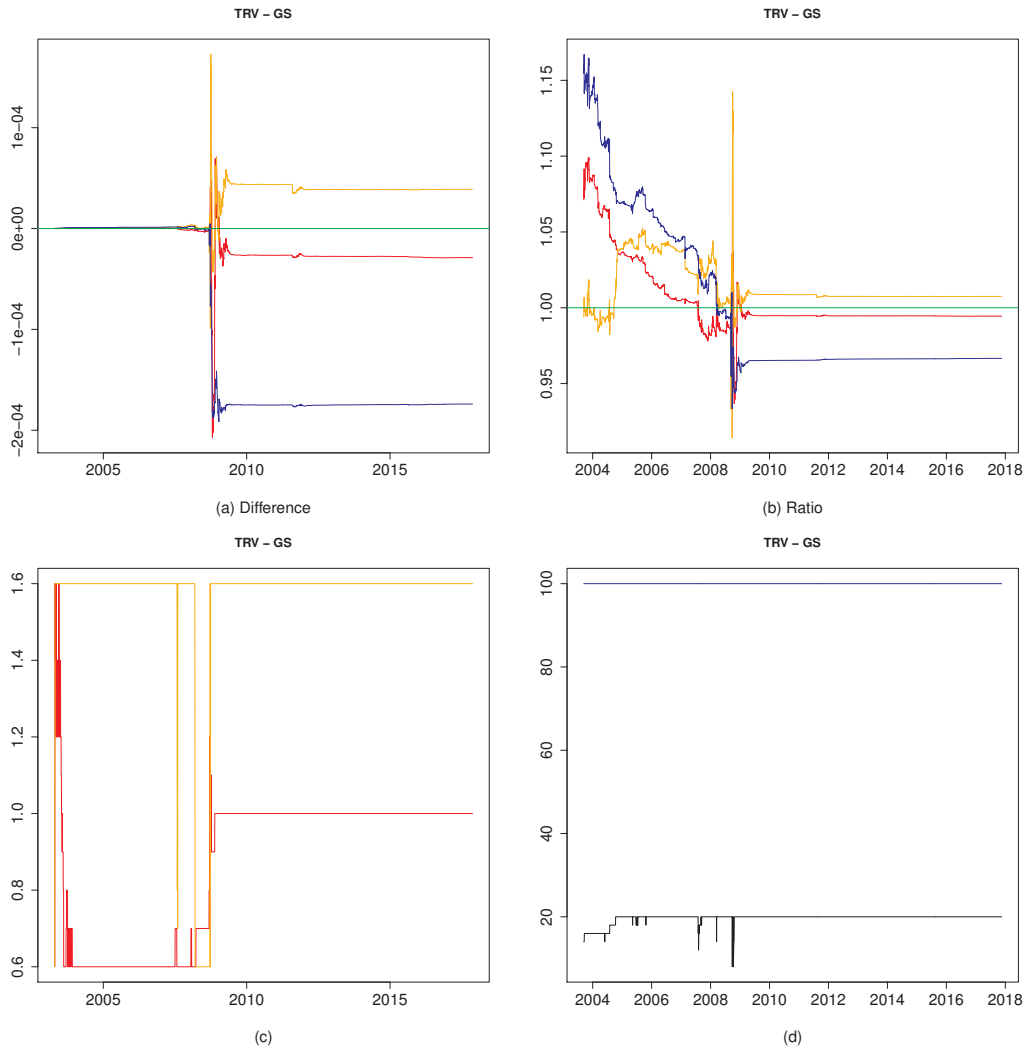 TRV − GS
1e−04
0e+00
−1e−04
−2e−04
2005 2010 2015
(a) Difference
TRV − GS
1.15
1.10
1.05
1.00
0.95
2004 2006 2008 2010 2012 2014 2016 2018
(b) Ratio
TRV − GS
1.6
1.4
1.2
1.0
0.8
0.6
2005 2010 2015
(c)
TRV − GS
100
80
60
40
20
2004 2006 2008 2010 2012 2014 2016 2018
(d)